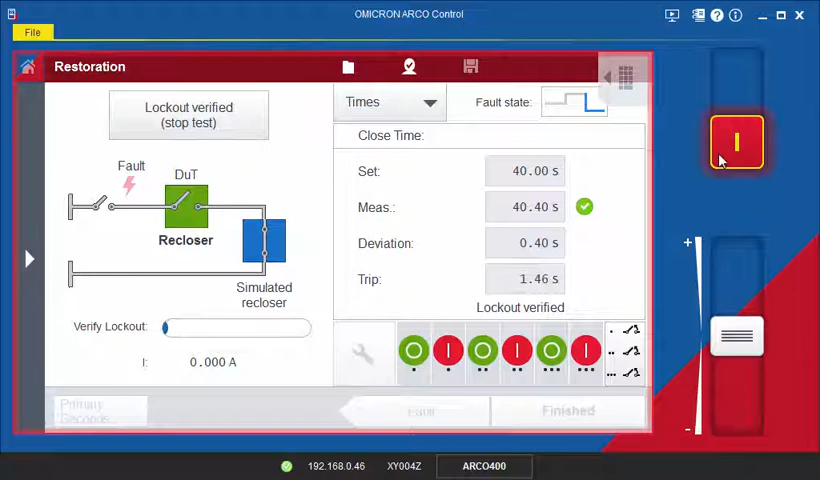 OMICRON ARCO Control
File
Restoration
Lockout verified
(stop test)
Times
Fault state:
Close Time:
Fault
DuT
Recloser
Simulated
recloser
Set:
40.00 s
Meas.:
40.40 s
Deviation:
0.40 s
Trip:
1.46 s
Lockout verified
Verify Lockout:
I:
0.000 A
Primary
Seconds...
Fault
Finished
+
-
192.168.0.46
XY004Z
ARCO400